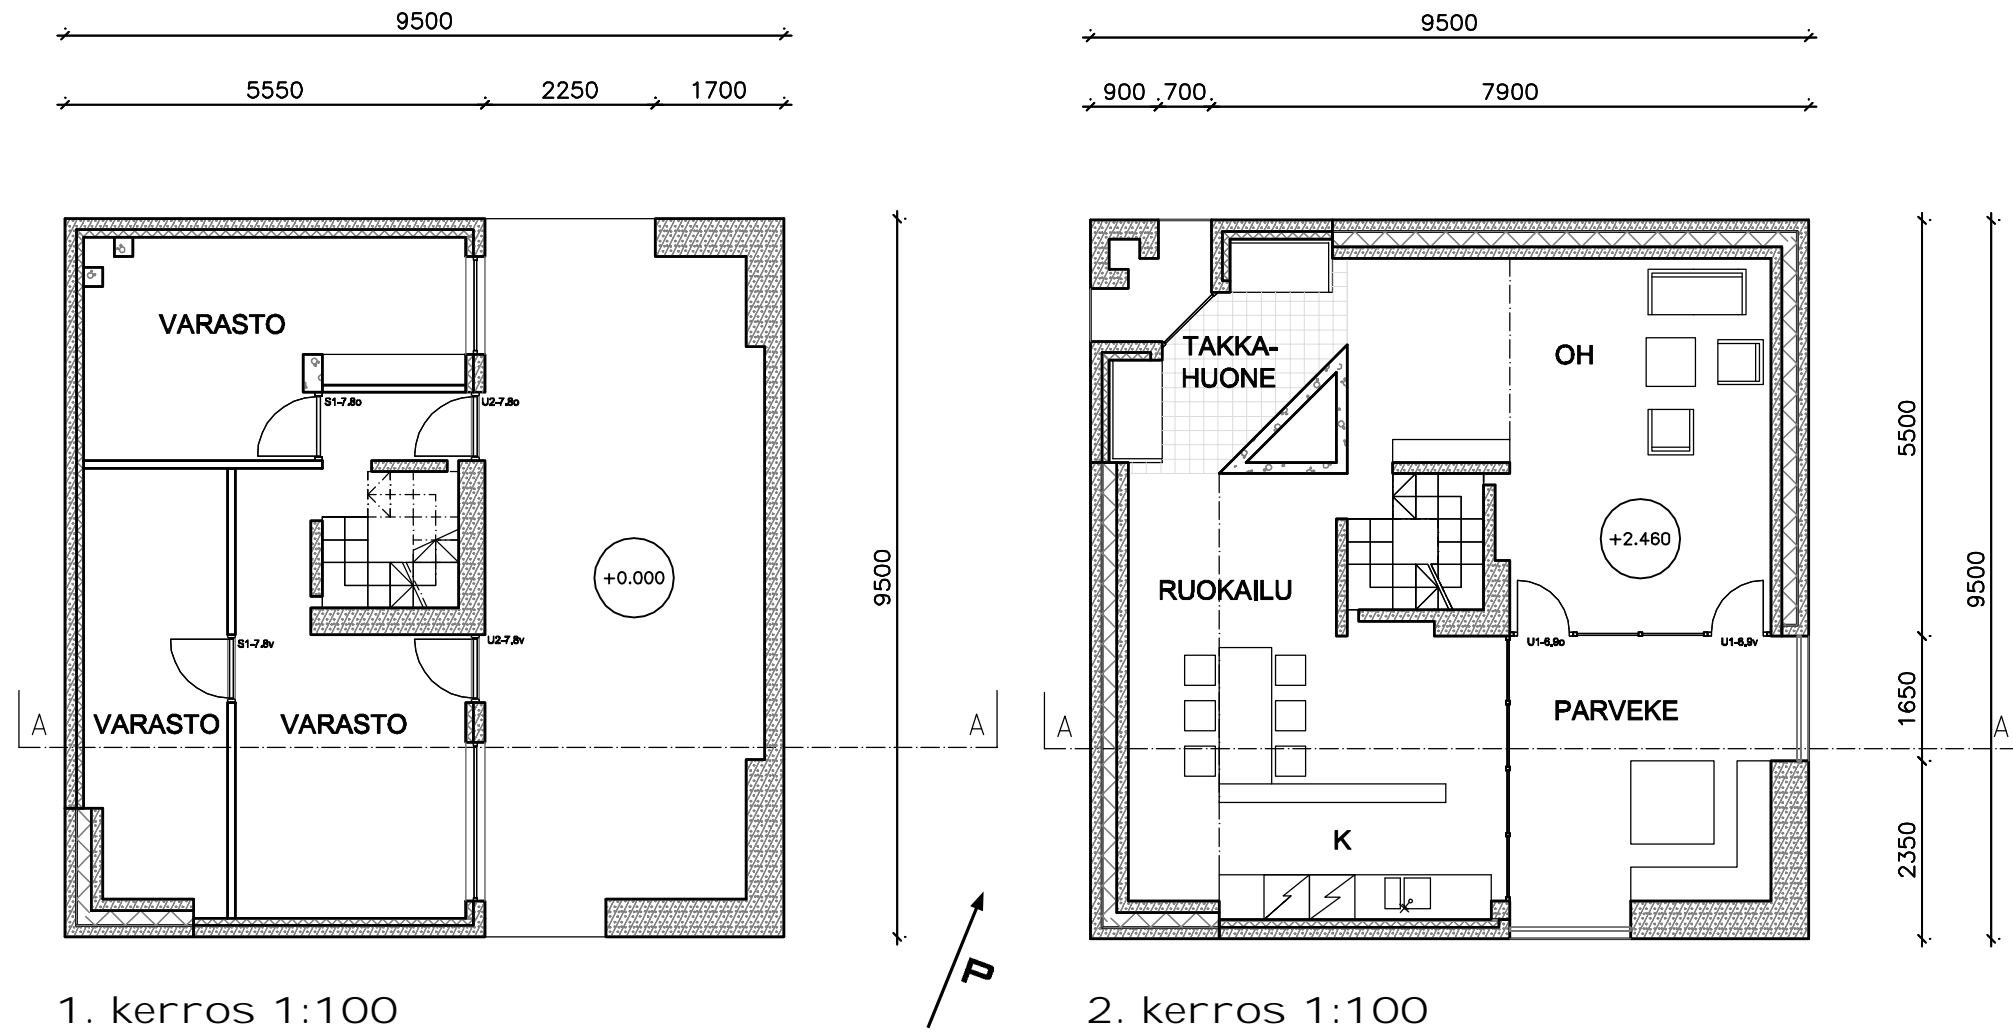 9500
5550 2250 1700
VARASTO
S1-7.8o U2-7.8o
9500
+0.000
S1-7.8v U2-7.8v
A VARASTO VARASTO A
P
1. kerros 1:100
9500
900 700 7900
TAKKA-
HUONE
OH
5500
+2.460
9500
RUOKAILU
U1-6.9o U1-6.9v
1650
A PARVEKE A
K
2350
2. kerros 1:100